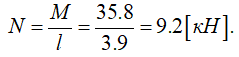 N = M/l = 35.8/3.9 = 9.2[кН].